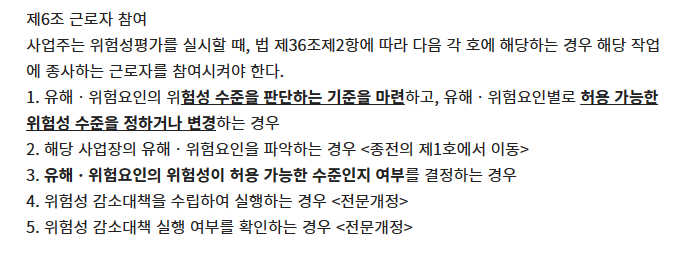 제6조 근로자 참여
사업주는 위험성평가를 실시할 때, 법 제36조제2항에 따라 다음 각 호에 해당하는 경우 해당 작업
에 종사하는 근로자를 참여시켜야 한다.
1. 유해ㆍ위험요인의 위험성 수준을 판단하는 기준을 마련하고, 유해ㆍ위험요인별로 허용 가능한
위험성 수준을 정하거나 변경하는 경우
2. 해당 사업장의 유해ㆍ위험요인을 파악하는 경우 <종전의 제1호에서 이동>
3. 유해ㆍ위험요인의 위험성이 허용 가능한 수준인지 여부를 결정하는 경우
4. 위험성 감소대책을 수립하여 실행하는 경우 <전문개정>
5. 위험성 감소대책 실행 여부를 확인하는 경우 <전문개정>